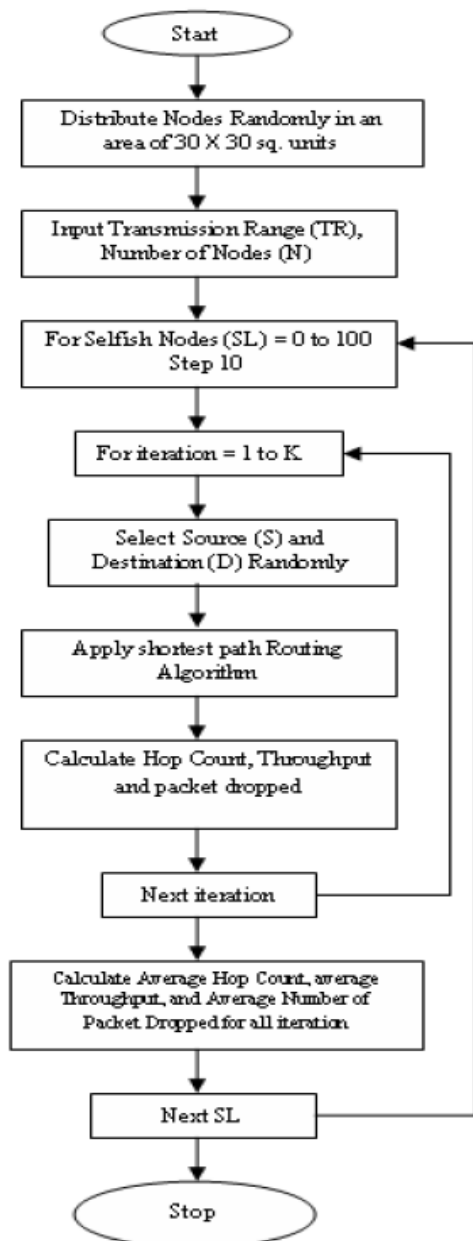 Start
Distribute Nodes Randomly in an
area of 30 X 30 sq. units
Input Transmission Range (TR),
Number of Nodes (N)
For Selfish Nodes (SL) = 0 to 100
Step 10
For iteration = 1 to K
Select Source (S) and
Destination (D) Randomly
Apply shortest path Routing
Algorithm
Calculate Hop Count, Throughput
and packet dropped
Next iteration
Calculate Average Hop Count, average
Throughput, and Average Number of
Packet Dropped for all iteration
Next SL
Stop